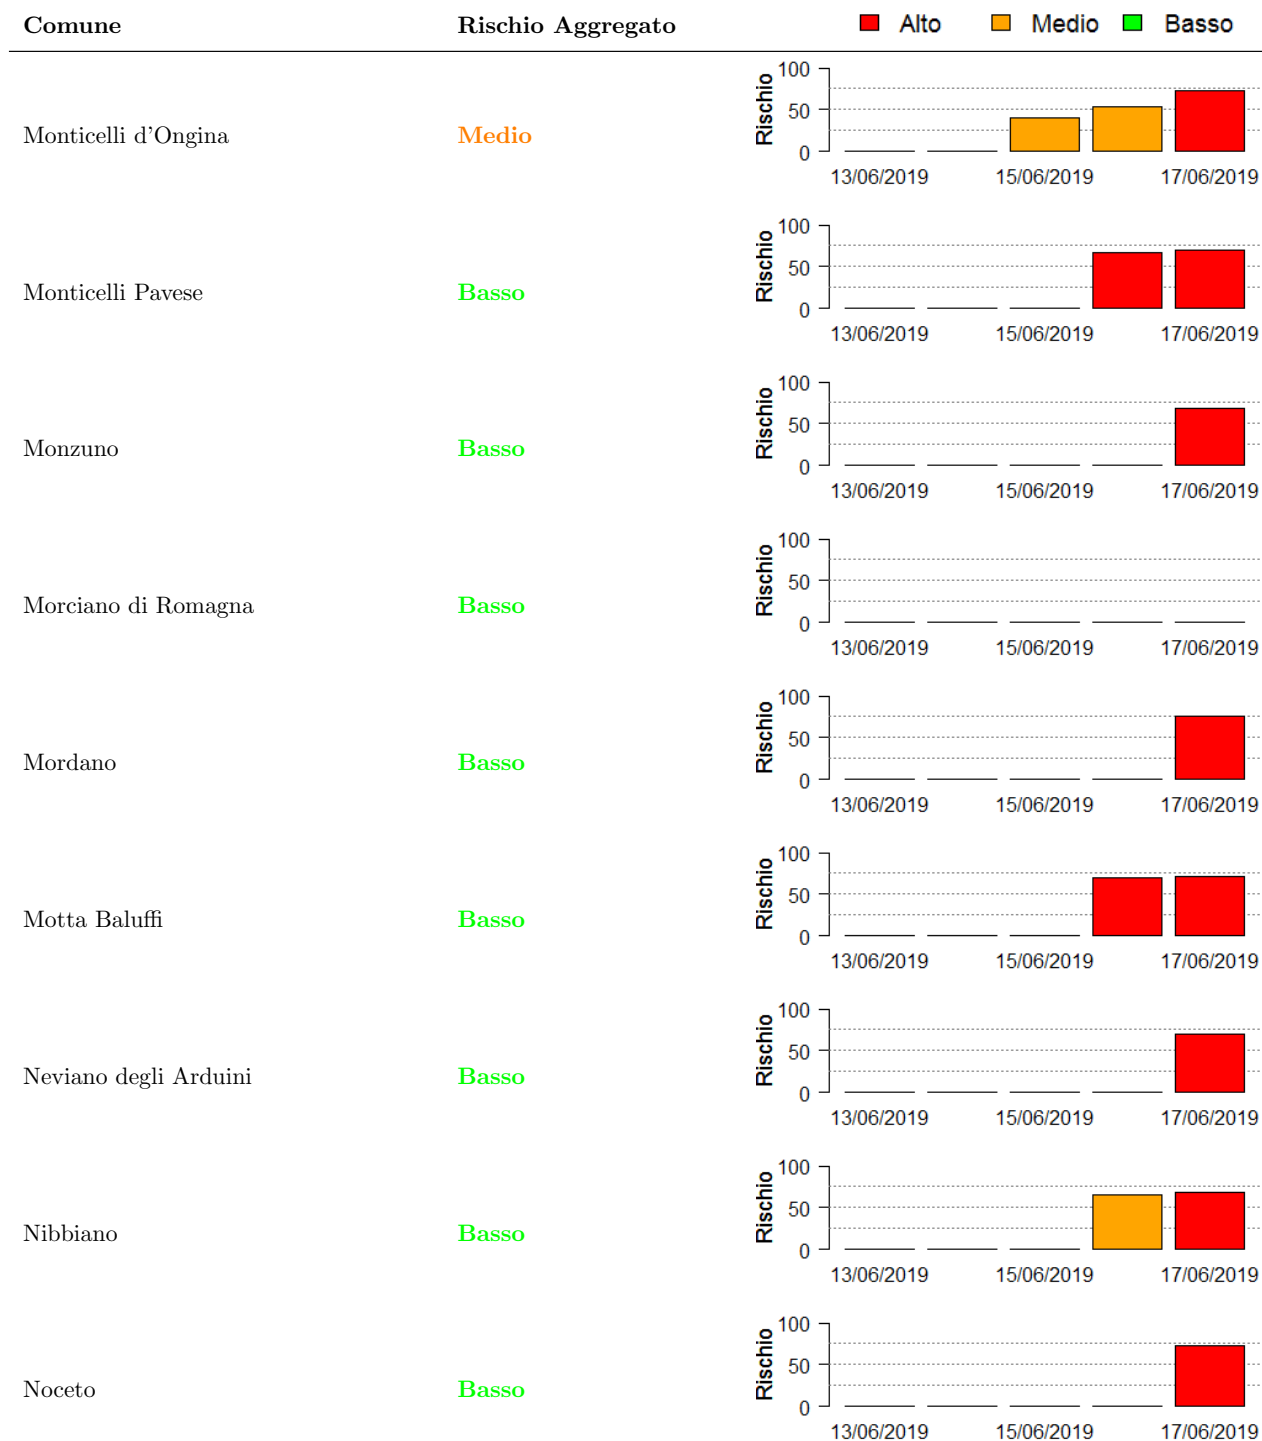 Comune Rischio Aggregato Alto Medio Basso
Monticelli d'Ongina Medio
Rischio
100
50
0
13/06/2019 15/06/2019 17/06/2019
Monticelli Pavese Basso
Rischio
100
50
0
13/06/2019 15/06/2019 17/06/2019
Monzuno Basso
Rischio
100
50
0
13/06/2019 15/06/2019 17/06/2019
Morciano di Romagna Basso
Rischio
100
50
0
13/06/2019 15/06/2019 17/06/2019
Mordano Basso
Rischio
100
50
0
13/06/2019 15/06/2019 17/06/2019
Motta Baluffi Basso
Rischio
100
50
0
13/06/2019 15/06/2019 17/06/2019
Neviano degli Arduini Basso
Rischio
100
50
0
13/06/2019 15/06/2019 17/06/2019
Nibbiano Basso
Rischio
100
50
0
13/06/2019 15/06/2019 17/06/2019
Noceto Basso
Rischio
100
50
0
13/06/2019 15/06/2019 17/06/2019